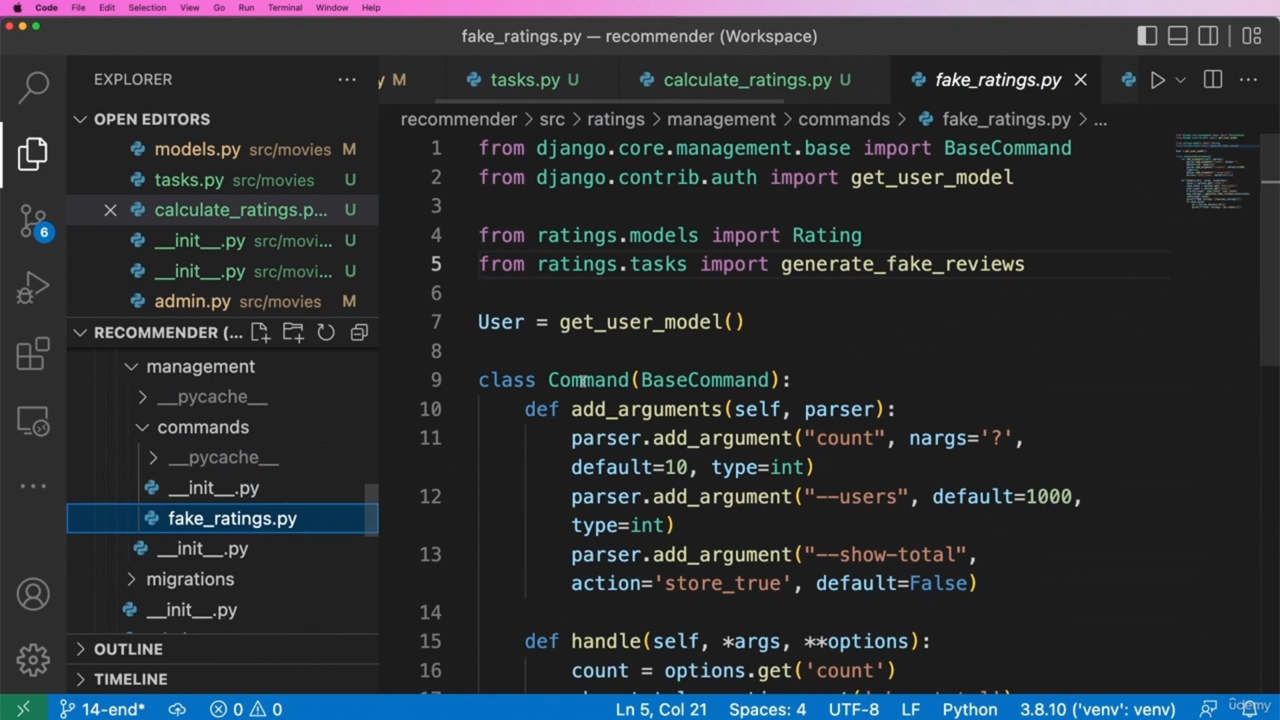 Code File Edit Selection View Go Run Terminal Window Help
fake_ratings.py — recommender (Workspace)
EXPLORER
y M
tasks.py U
calculate_ratings.py U
fake_ratings.py
OPEN EDITORS
models.py src/movies M
tasks.py src/movies U
calculate_ratings.p... U
__init__.py src/movi... U
__init__.py src/movi... U
admin.py src/movies M
6
RECOMMENDER (...
management
__pycache__
commands
__pycache__
__init__.py
fake_ratings.py
__init__.py
migrations
__init__.py
OUTLINE
TIMELINE
recommender > src > ratings > management > commands > fake_ratings.py > ...
1 from django.core.management.base import BaseCommand
2 from django.contrib.auth import get_user_model
3
4 from ratings.models import Rating
5 from ratings.tasks import generate_fake_reviews
6
7 User = get_user_model()
8
9 class Command(BaseCommand):
10 def add_arguments(self, parser):
11 parser.add_argument("count", nargs='?',
default=10, type=int)
12 parser.add_argument("--users", default=1000,
type=int)
13 parser.add_argument("--show-total",
action='store_true', default=False)
14
15 def handle(self, *args, **options):
16 count = options.get('count')
14-end* 0 0 Ln 5, Col 21 Spaces: 4 UTF-8 LF Python 3.8.10 ('venv': venv)
udemy